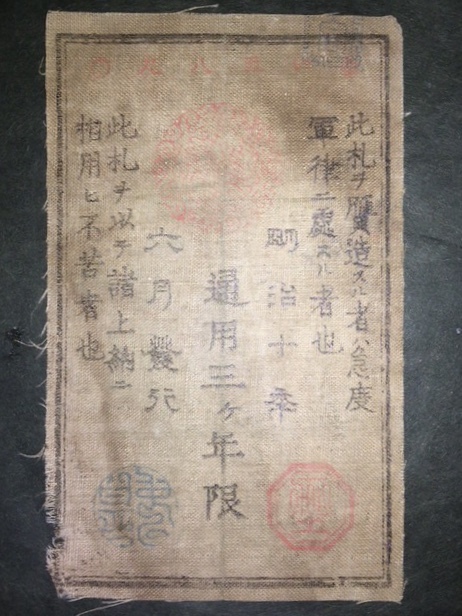 此札ヲ贋造スル者ハ急度
軍律ニ處スル者也
明治十年
通用三ヶ年限
六月發行
此札ヲ以テ諸上納ニ
相用ヒ不苦者也